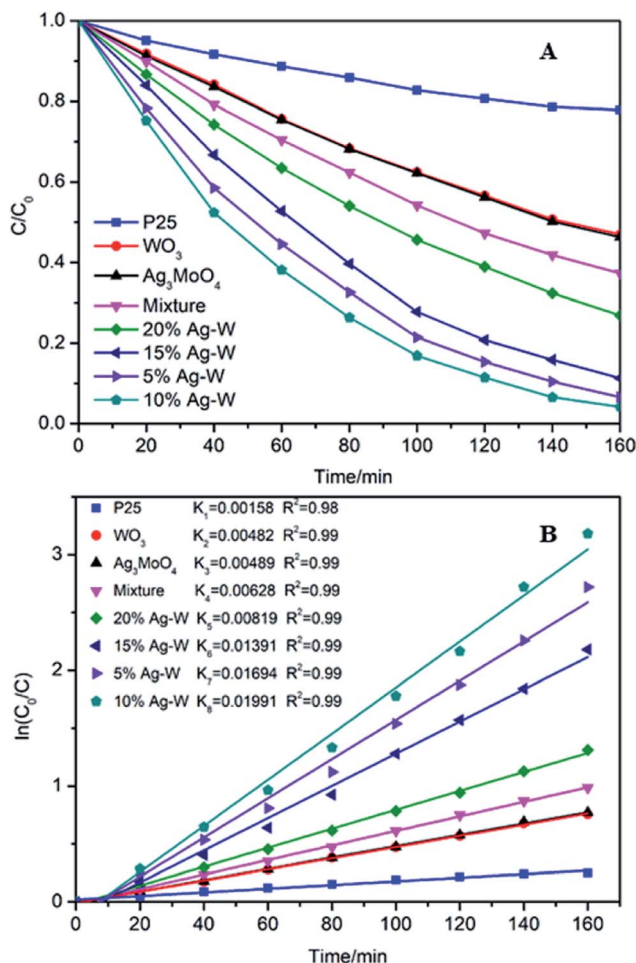 A
1.0
0.8
0.6
0.4
0.2
0.0
C/C₀
P25
WO₃
Ag₃MoO₄
Mixture
20% Ag-W
15% Ag-W
5% Ag-W
10% Ag-W
0 20 40 60 80 100 120 140 160
Time/min
B
P25 K₁=0.00158 R²=0.98
WO₃ K₂=0.00482 R²=0.99
Ag₃MoO₄ K₃=0.00489 R²=0.99
Mixture K₄=0.00628 R²=0.99
20% Ag-W K₅=0.00819 R²=0.99
15% Ag-W K₆=0.01391 R²=0.99
5% Ag-W K₇=0.01694 R²=0.99
10% Ag-W K₈=0.01991 R²=0.99
3
2
1
0
ln(C₀/C)
0 20 40 60 80 100 120 140 160
Time/min